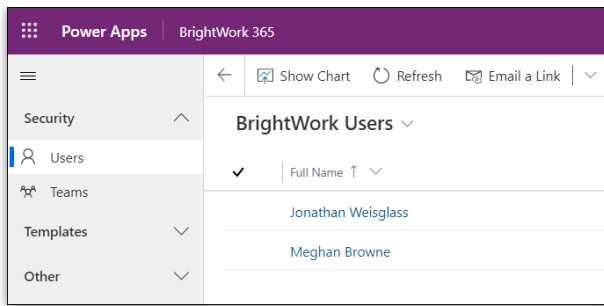 Power Apps BrightWork 365
Show Chart Refresh Email a Link
Security
BrightWork Users
Users
Full Name
Teams
Jonathan Weisglass
Templates
Meghan Browne
Other